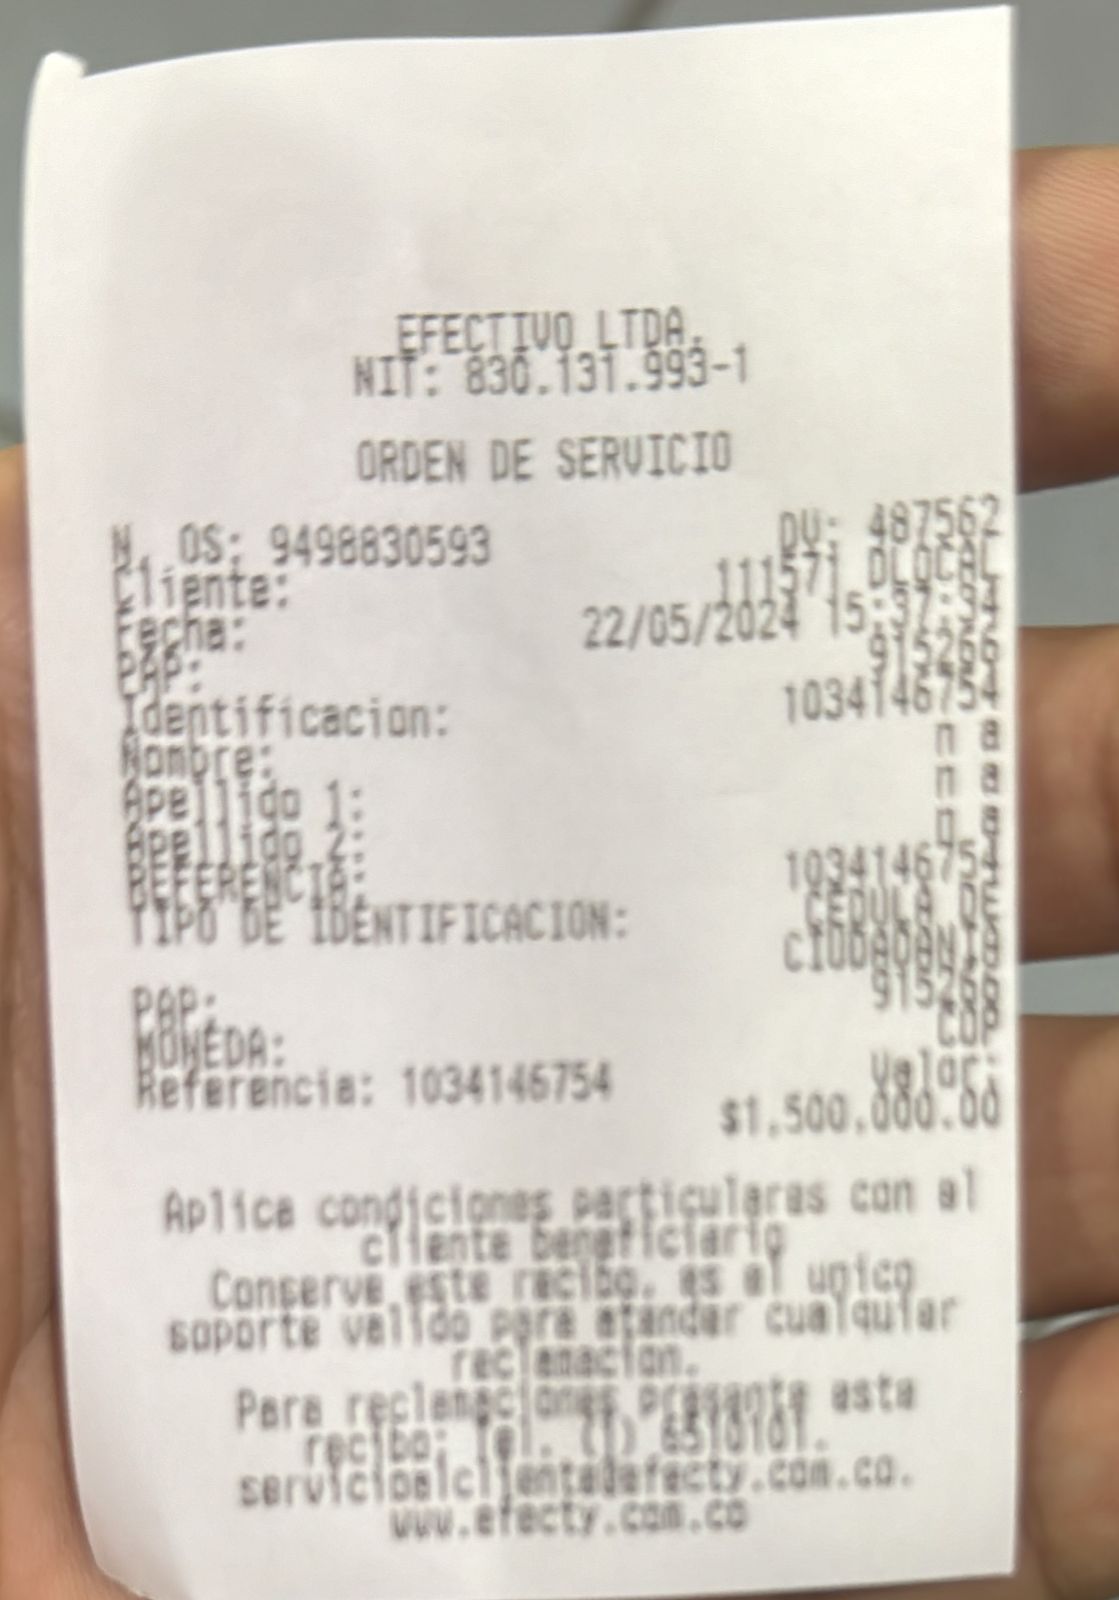 EFECTIVO LTDA.
NIT: 830.131.993-1
ORDEN DE SERVICIO
N. OS: 9498830593 DV: 487562
Cliente: 111571 DLOCAL
Fecha: 22/05/2024 15:37:34
PAP: 915266
Identificacion: 1034146754
Nombre: n a
Apellido 1: n a
Apellido 2: n a
REFERENCIA: 1034146754
TIPO DE IDENTIFICACION: CEDULA DE
CIUDADANIA
PAP: 915266
MONEDA: COP
Referencia: 1034146754 Valor:
$1,500,000.00
Aplica condiciones particulares con el
cliente beneficiario
Conserve este recibo, es el unico
soporte valido para atender cualquier
reclamacion.
Para reclamaciones presente este
recibo: Tel. (1) 6510101.
servicioalcliente@efecty.com.co.
www.efecty.com.co